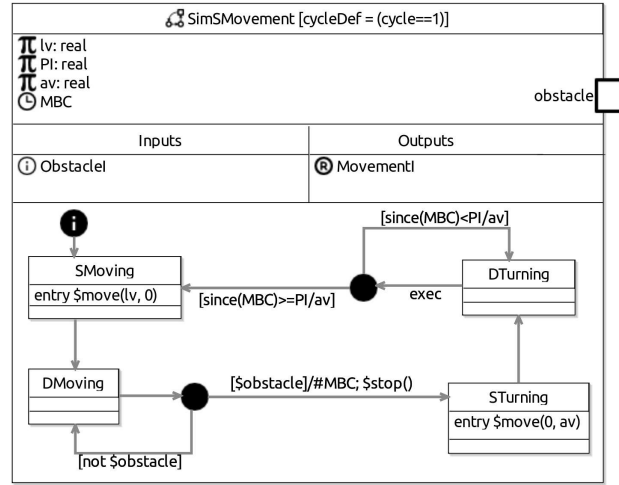 SimSMovement [cycleDef = (cycle==1)]
lv: real
PI: real
av: real
MBC
obstacle
Inputs
Outputs
i ObstacleI
R MovementI
i
[since(MBC)<PI/av]
SMoving
entry $move(lv, 0)
DTurning
exec
[since(MBC)>=PI/av]
DMoving
[$obstacle]/#MBC; $stop()
STurning
entry $move(0, av)
[not $obstacle]